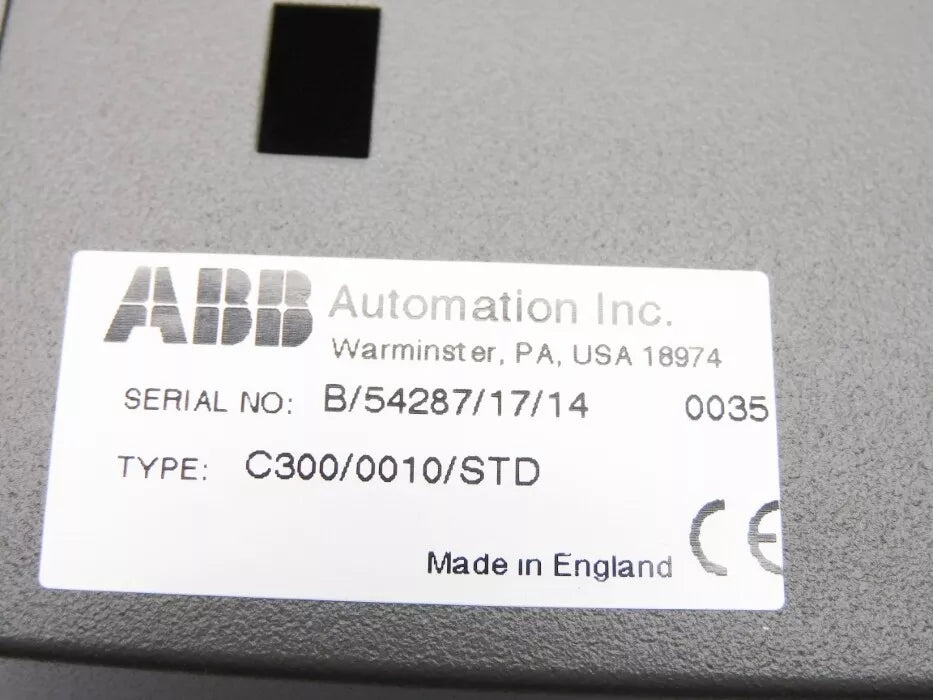 ABB Automation Inc.
Warminster, PA, USA 18974
SERIAL NO: B/54287/17/14 0035
TYPE: C300/0010/STD
Made in England CE